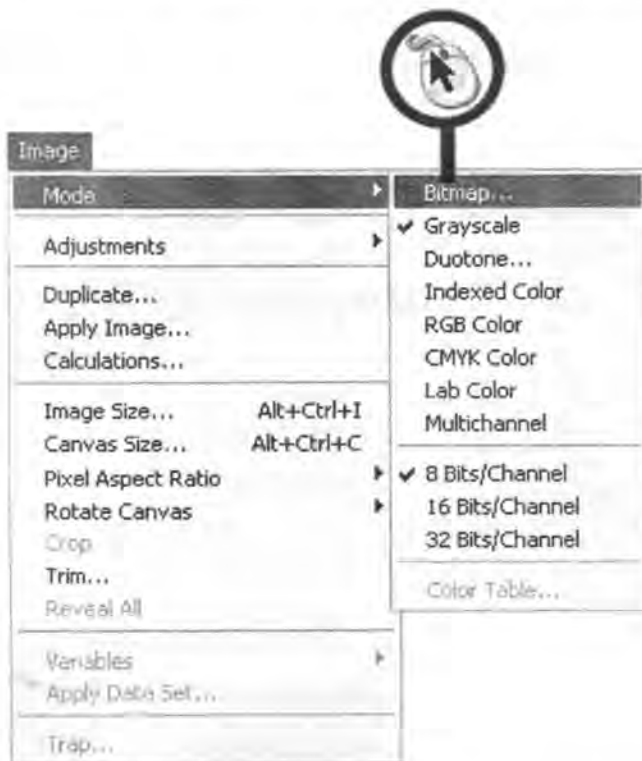 Image
Mode
Adjustments
Duplicate...
Apply Image...
Calculations...
Image Size... Alt+Ctrl+I
Canvas Size... Alt+Ctrl+C
Pixel Aspect Ratio
Rotate Canvas
Crop
Trim...
Reveal All
Variables
Apply Data Set...
Trap...
Bitmap...
Grayscale
Duotone...
Indexed Color
RGB Color
CMYK Color
Lab Color
Multichannel
8 Bits/Channel
16 Bits/Channel
32 Bits/Channel
Color Table...